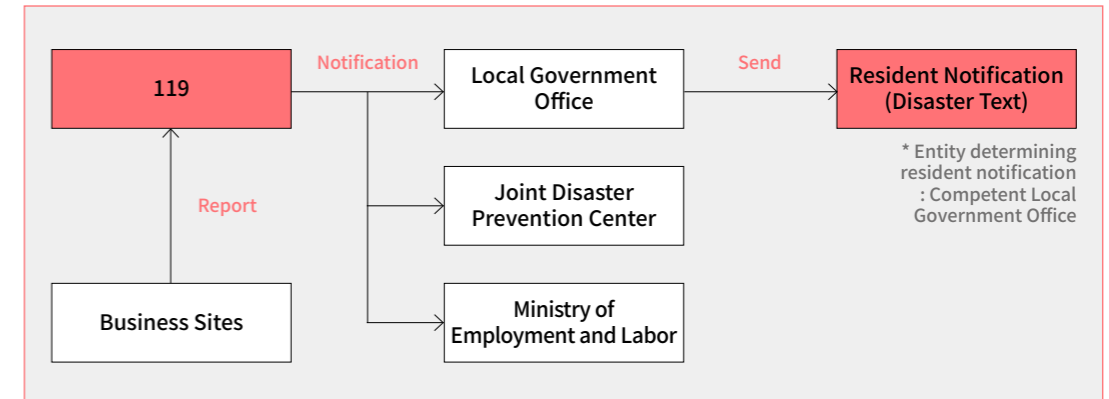 119
Notification
Local Government
Office
Send
Resident Notification
(Disaster Text)
* Entity determining
resident notification
: Competent Local
Government Office
Report
Joint Disaster
Prevention Center
Business Sites
Ministry of
Employment and Labor